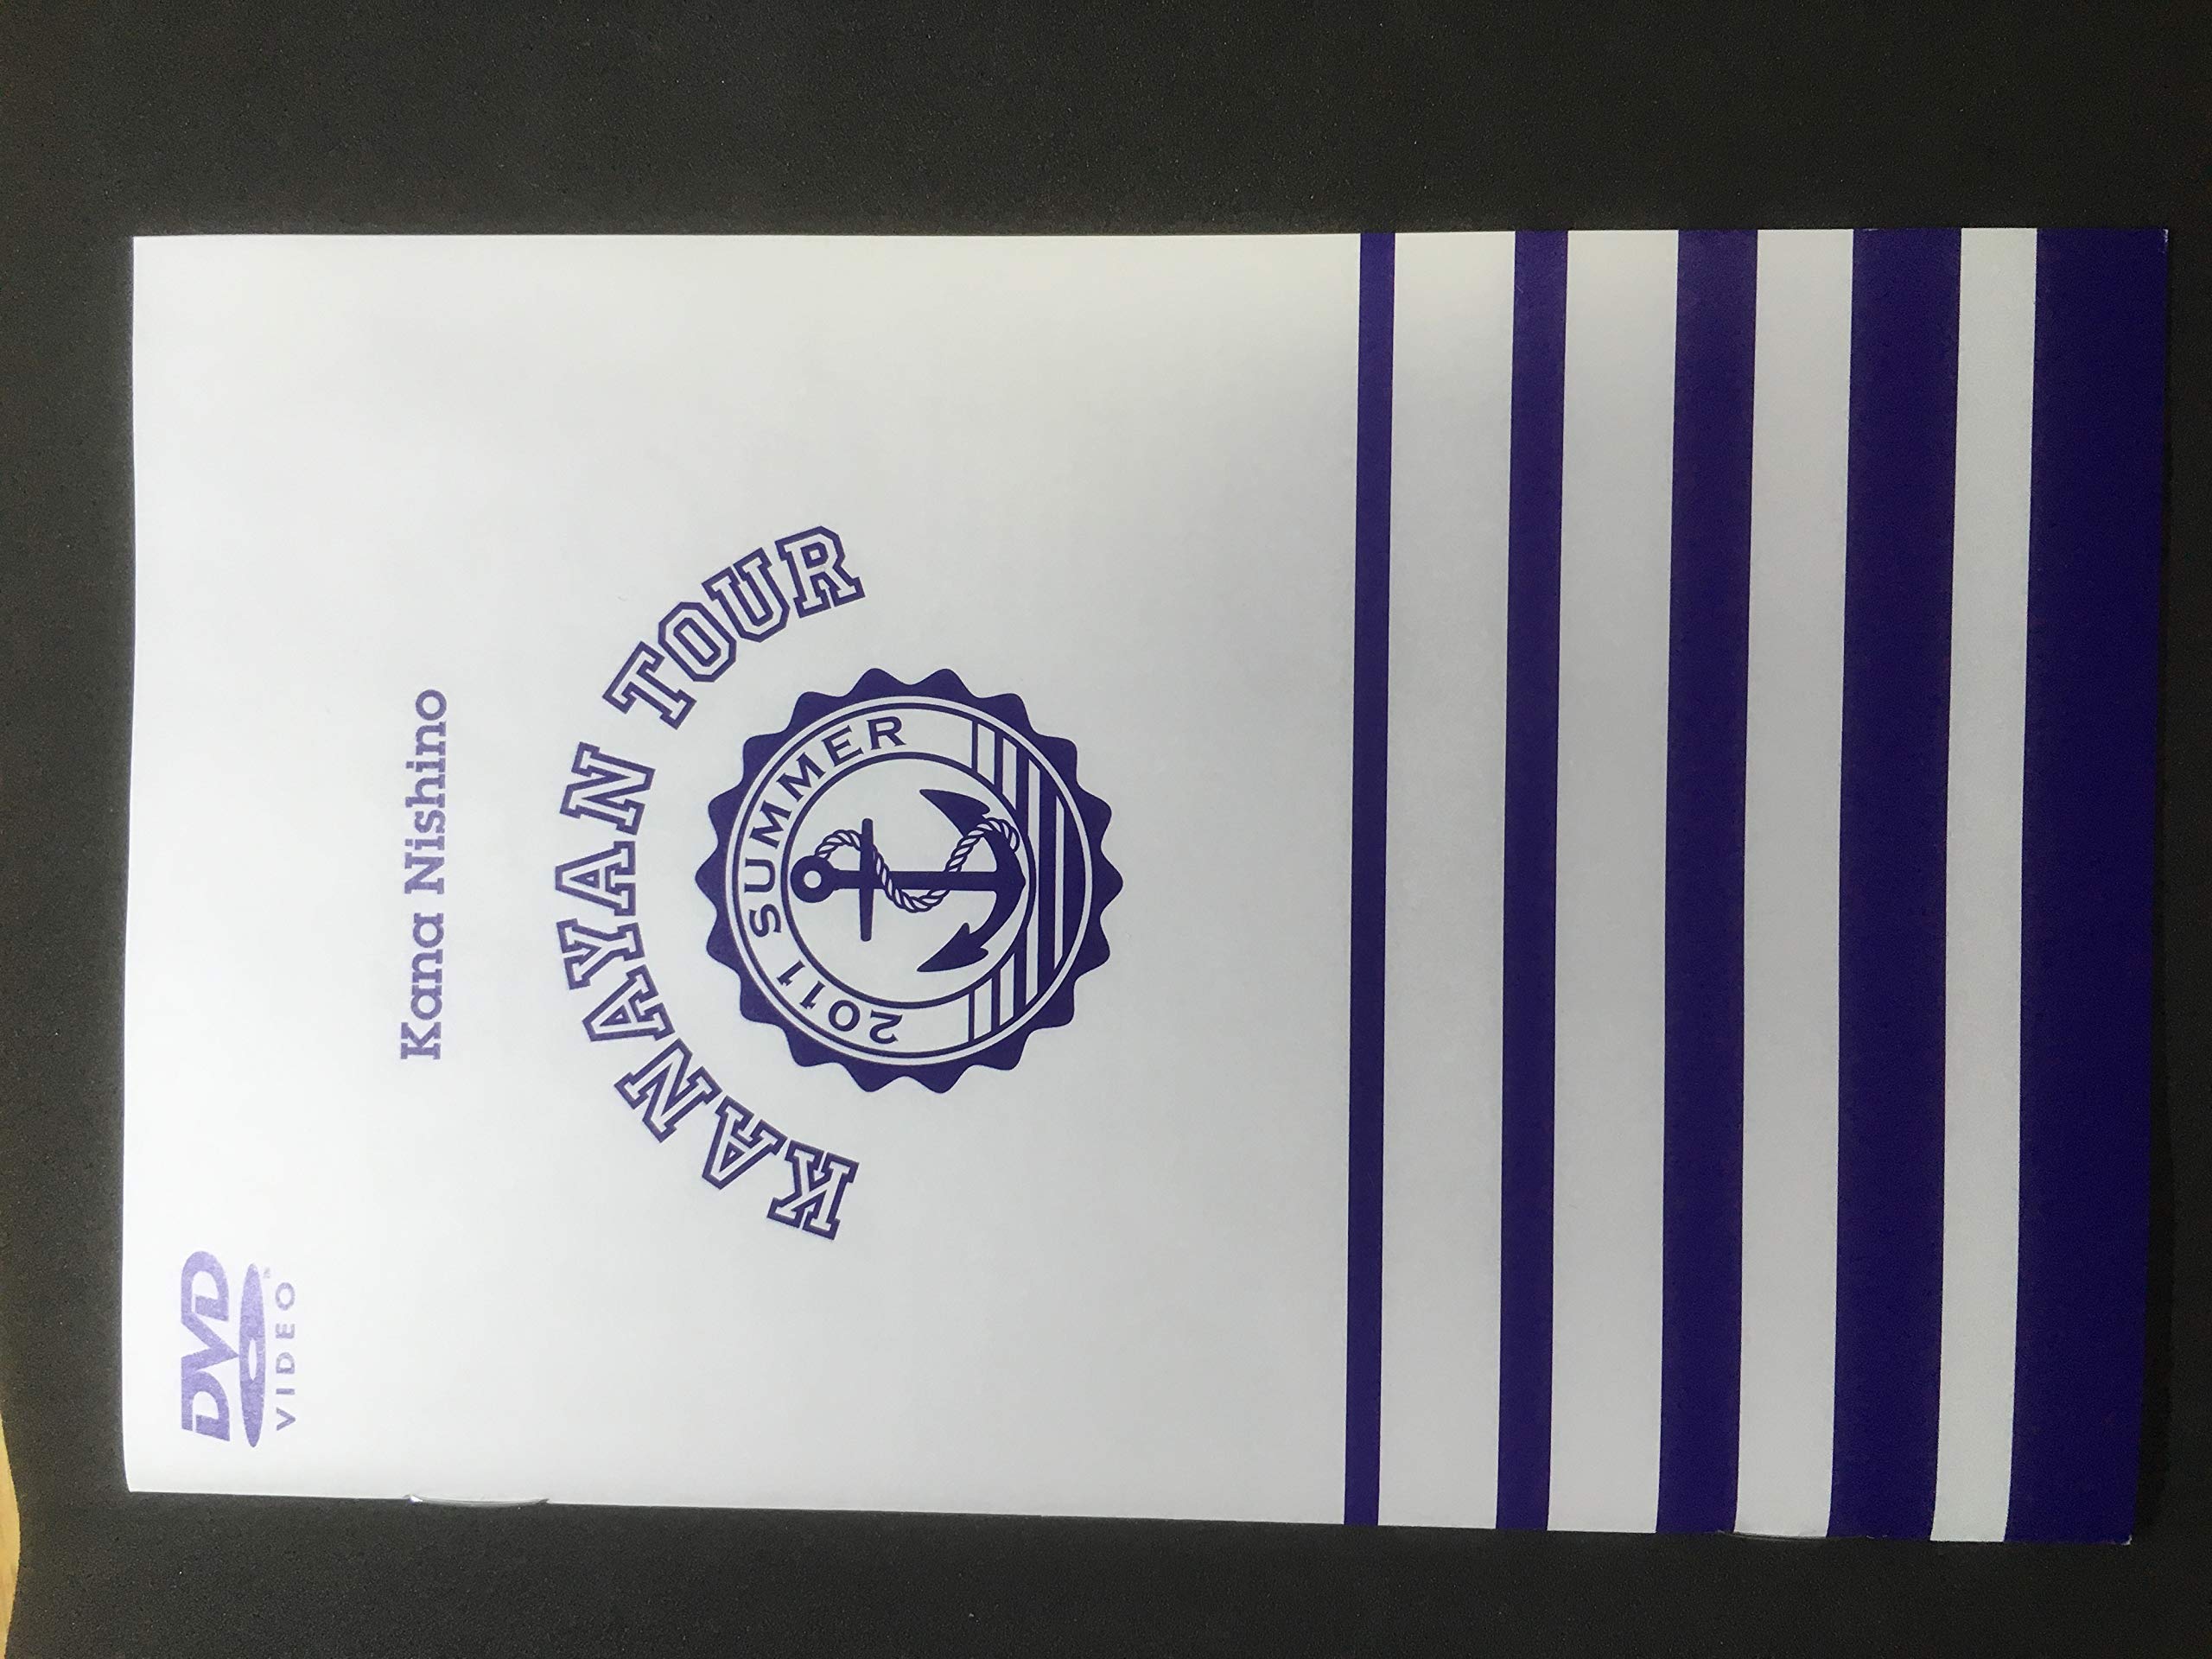 DVD
VIDEO
Kana Nishino
KANAYAN TOUR
2011 SUMMER